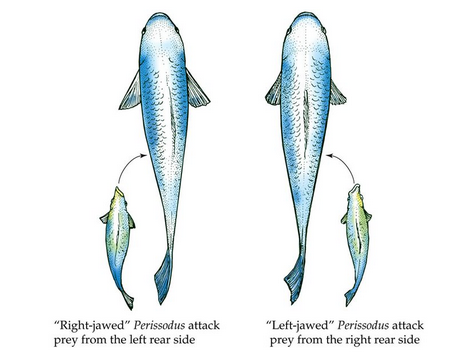 “Right-jawed” Perissodus attack
prey from the left rear side
“Left-jawed” Perissodus attack
prey from the right rear side